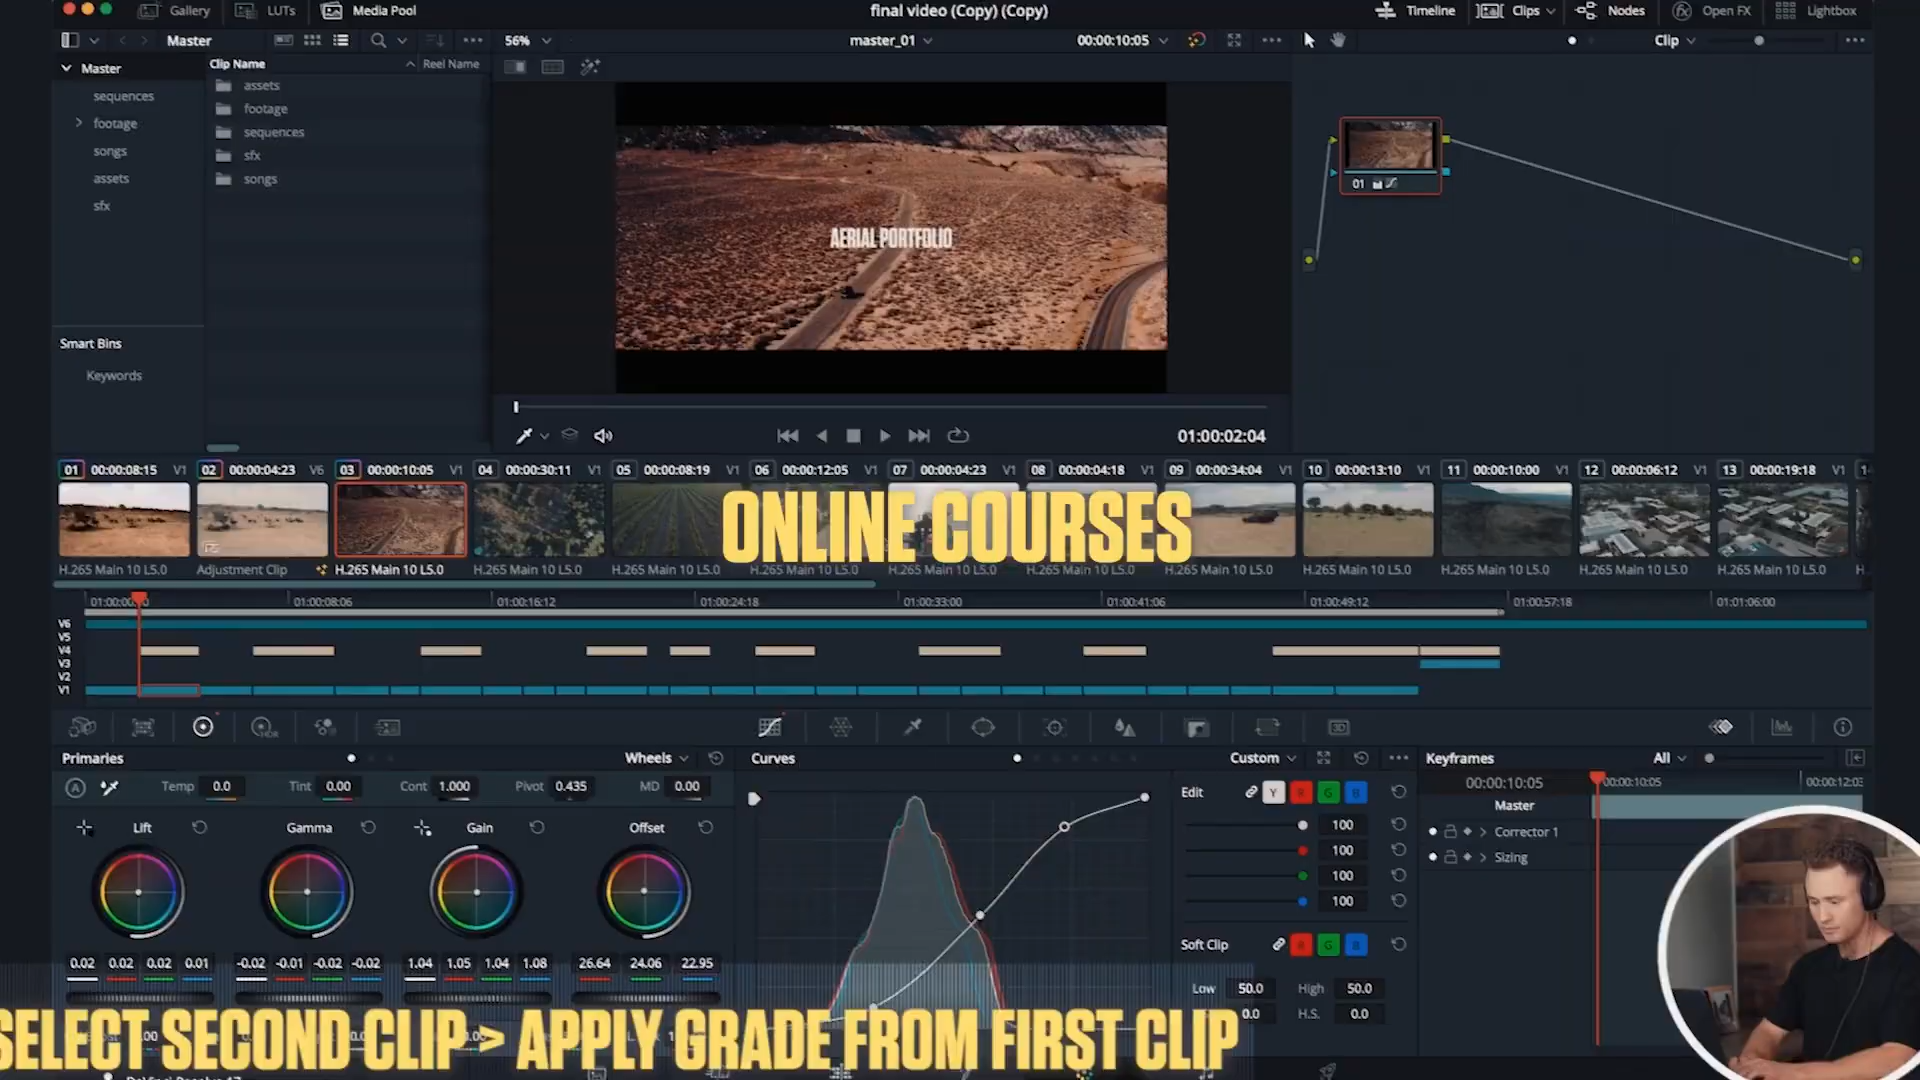 Gallery LUTs Media Pool final video (Copy) (Copy) Timeline Clips Nodes Open FX Lightbox
Master 56% master_01 00:00:10:05 Clip
Master Clip Name Reel Name
sequences
footage
songs
assets
sfx
assets
footage
sequences
sfx
songs
Smart Bins
Keywords
AERIAL PORTFOLIO
01
01:00:02:04
01 00:00:08:15 V1 02 00:00:04:23 V6 03 00:00:10:05 V1 04 00:00:30:11 V1 05 00:00:08:19 V1 06 00:00:12:05 V1 07 00:00:04:23 V1 08 00:00:04:18 V1 09 00:00:34:04 V1 10 00:00:13:10 V1 11 00:00:10:00 V1 12 00:00:06:12 V1 13 00:00:19:18 V1
ONLINE COURSES
H.265 Main 10 L5.0 Adjustment Clip H.265 Main 10 L5.0 H.265 Main 10 L5.0 H.265 Main 10 L5.0 H.265 Main 10 L5.0 H.265 Main 10 L5.0 H.265 Main 10 L5.0 H.265 Main 10 L5.0 H.265 Main 10 L5.0 H.265 Main 10 L5.0 H.265 Main 10 L5.0 H.265 Main 10 L5.0
01:00:08:06 01:00:16:12 01:00:24:18 01:00:33:00 01:00:41:06 01:00:49:12 01:00:57:18 01:01:06:00
V6
V5
V4
V3
V2
V1
HDR 3D
Primaries Wheels Curves Custom Keyframes All
A Temp 0.0 Tint 0.00 Cont 1.000 Pivot 0.435 MD 0.00
Lift Gamma Gain Offset
0.02 0.02 0.02 0.01 -0.02 -0.01 -0.02 -0.02 1.04 1.05 1.04 1.08 26.64 24.06 22.95
Edit Y R G B
100
100
100
100
Soft Clip R G B
Low 50.0 High 50.0
0.0 H.S. 0.0
00:00:10:05 00:00:10:05
Master
Corrector 1
Sizing
SELECT SECOND CLIP > APPLY GRADE FROM FIRST CLIP